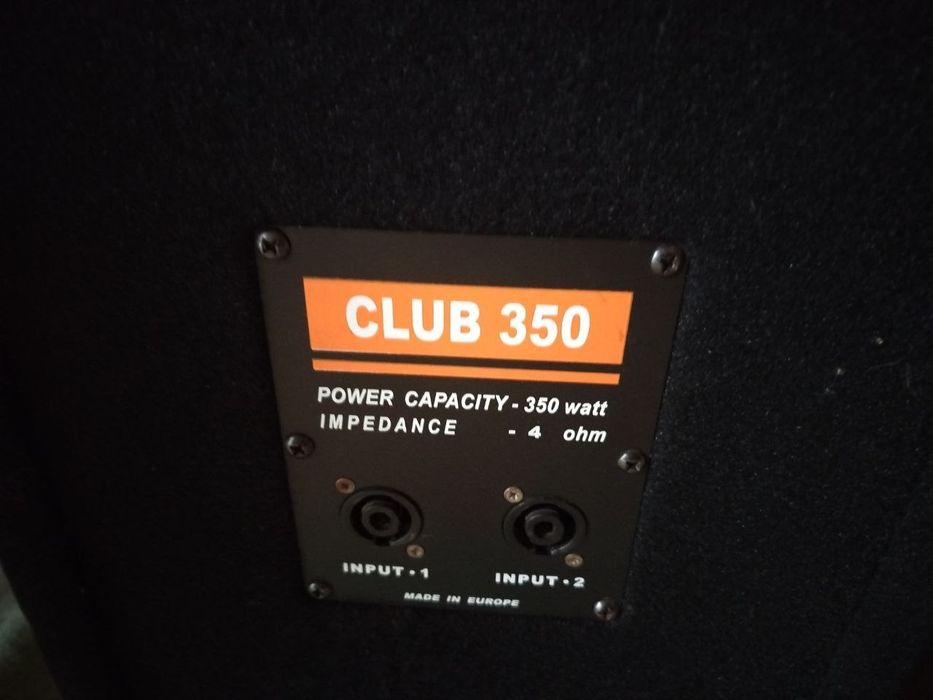 CLUB 350
POWER CAPACITY - 350 watt
IMPEDANCE - 4 ohm
INPUT • 1 INPUT • 2
MADE IN EUROPE